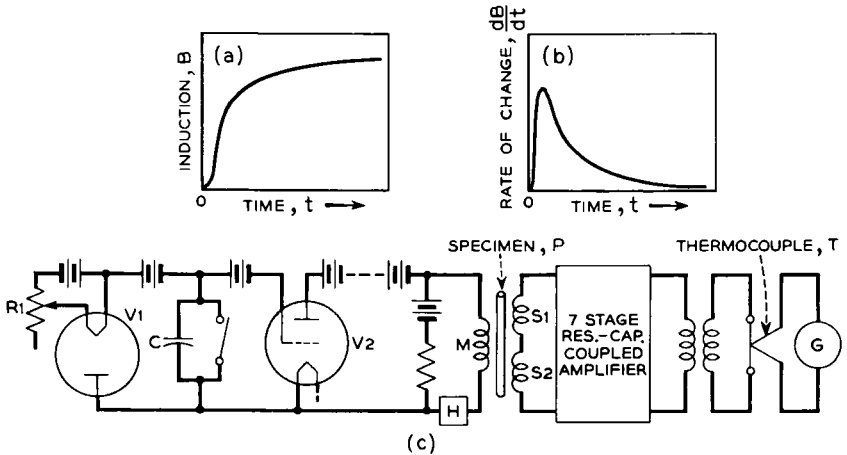 (a)
INDUCTION, B
0
TIME, t
(b)
RATE OF CHANGE, dB/dt
0
TIME, t
SPECIMEN, P
THERMOCOUPLE, T
R1
V1
C
V2
M
H
S1
S2
7 STAGE
RES.-CAP.
COUPLED
AMPLIFIER
G
(c)